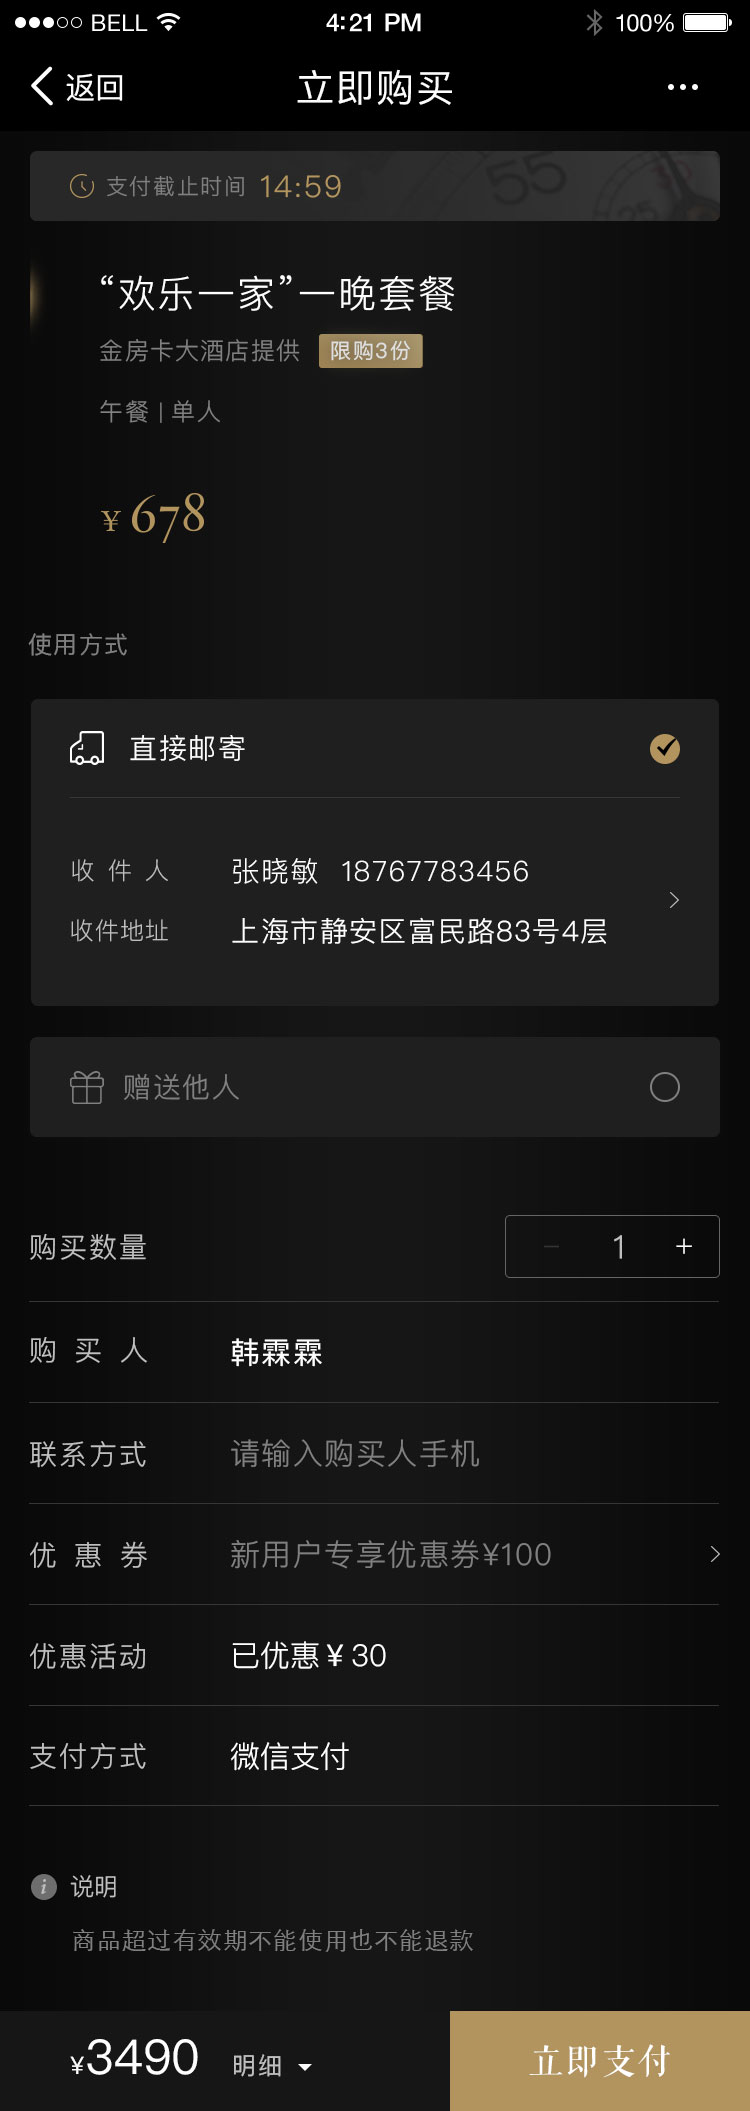 BELL 4:21 PM 100%
返回 立即购买 ···
支付截止时间 14:59
55
25
“欢乐一家”一晚套餐
金房卡大酒店提供 限购3份
午餐 | 单人
¥ 678
使用方式
直接邮寄
收件人 张晓敏 18767783456
收件地址 上海市静安区富民路83号4层
赠送他人
购买数量 − 1 +
购买人 韩霖霖
联系方式 请输入购买人手机
优惠券 新用户专享优惠券¥100
优惠活动 已优惠 ¥ 30
支付方式 微信支付
i 说明
商品超过有效期不能使用也不能退款
¥3490 明细 立即支付